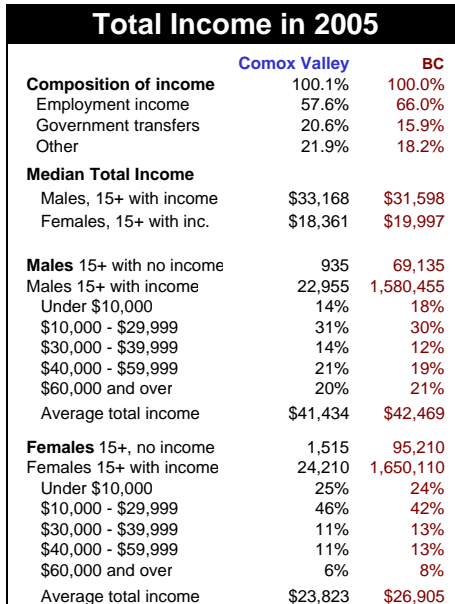 Total Income in 2005
Comox Valley BC
Composition of income 100.1% 100.0%
Employment income 57.6% 66.0%
Government transfers 20.6% 15.9%
Other 21.9% 18.2%
Median Total Income
Males, 15+ with income $33,168 $31,598
Females, 15+ with inc. $18,361 $19,997
Males 15+ with no income 935 69,135
Males 15+ with income 22,955 1,580,455
Under $10,000 14% 18%
$10,000 - $29,999 31% 30%
$30,000 - $39,999 14% 12%
$40,000 - $59,999 21% 19%
$60,000 and over 20% 21%
Average total income $41,434 $42,469
Females 15+, no income 1,515 95,210
Females 15+ with income 24,210 1,650,110
Under $10,000 25% 24%
$10,000 - $29,999 46% 42%
$30,000 - $39,999 11% 13%
$40,000 - $59,999 11% 13%
$60,000 and over 6% 8%
Average total income $23,823 $26,905